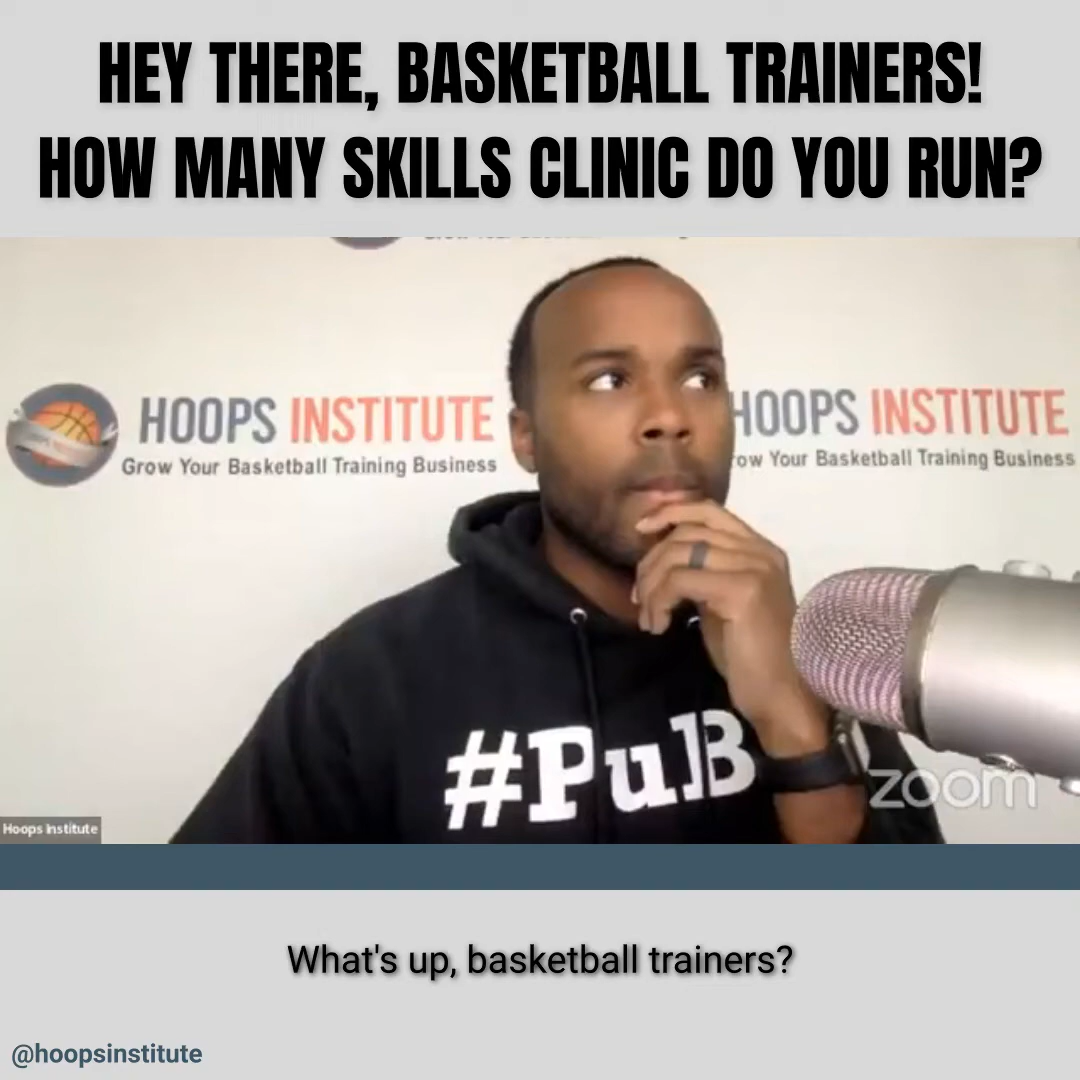 HEY THERE, BASKETBALL TRAINERS!
HOW MANY SKILLS CLINIC DO YOU RUN?
HOOPS INSTITUTE
Grow Your Basketball Training Business
HOOPS INSTITUTE
ow Your Basketball Training Business
#PuB
zoom
Hoops Institute
What's up, basketball trainers?
@hoopsinstitute